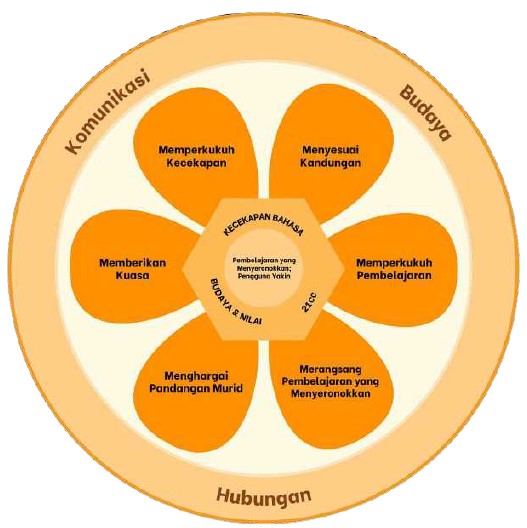 Komunikasi
Budaya
Memperkukuh
Kecekapan
Menyesuai
Kandungan
KECEKAPAN BAHASA
Memberikan
Kuasa
Pembelajaran yang
Menyeronokkan;
Pengguna Yakin
Memperkukuh
Pembelajaran
BUDAYA & NILAI
21CC
Menghargai
Pandangan Murid
Merangsang
Pembelajaran yang
Menyeronokkan
Hubungan